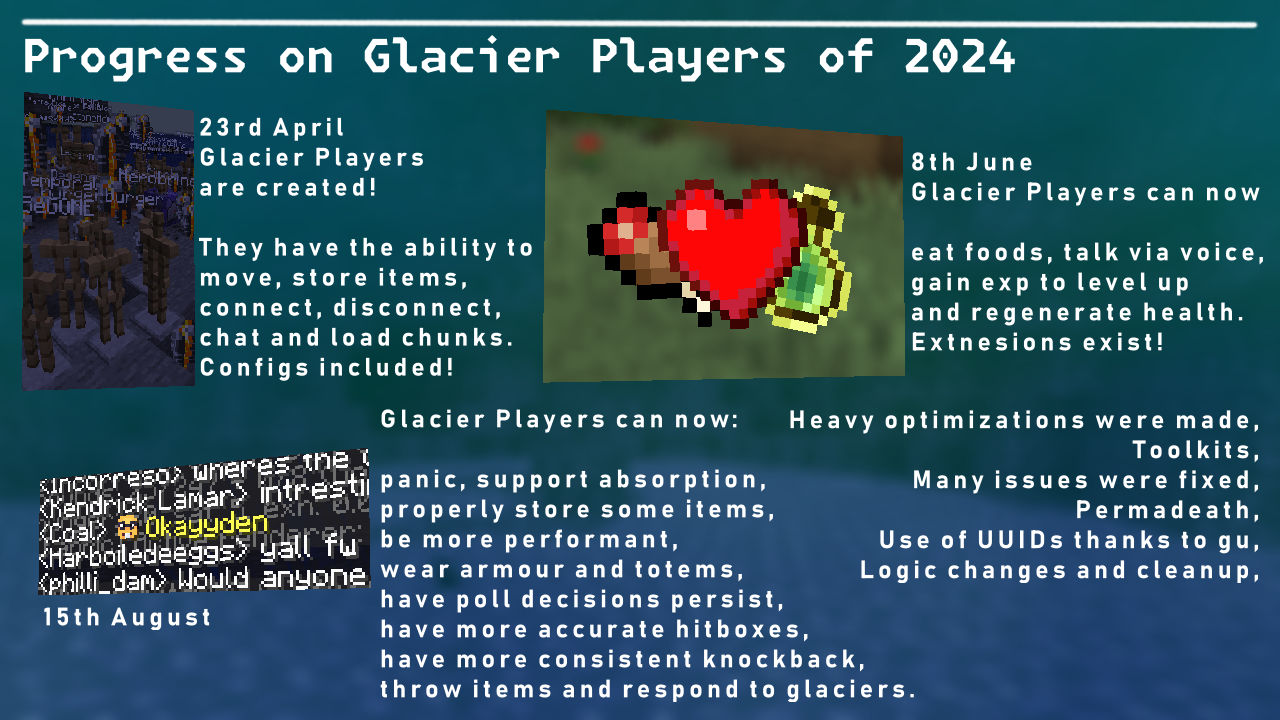 Progress on Glacier Players of 2024
23rd April
Glacier Players
are created!
They have the ability to
move, store items,
connect, disconnect,
chat and load chunks.
Configs included!
8th June
Glacier Players can now
eat foods, talk via voice,
gain exp to level up
and regenerate health.
Extnesions exist!
<Incorreso> wheres the
<Kendrick Lamar>
<Coal> Okayyden
<Harboiledeeggs> yall fw
<philli_dam> Would anyone
15th August
Glacier Players can now:
panic, support absorption,
properly store some items,
be more performant,
wear armour and totems,
have poll decisions persist,
have more accurate hitboxes,
have more consistent knockback,
throw items and respond to glaciers.
Heavy optimizations were made,
Toolkits,
Many issues were fixed,
Permadeath,
Use of UUIDs thanks to gu,
Logic changes and cleanup,